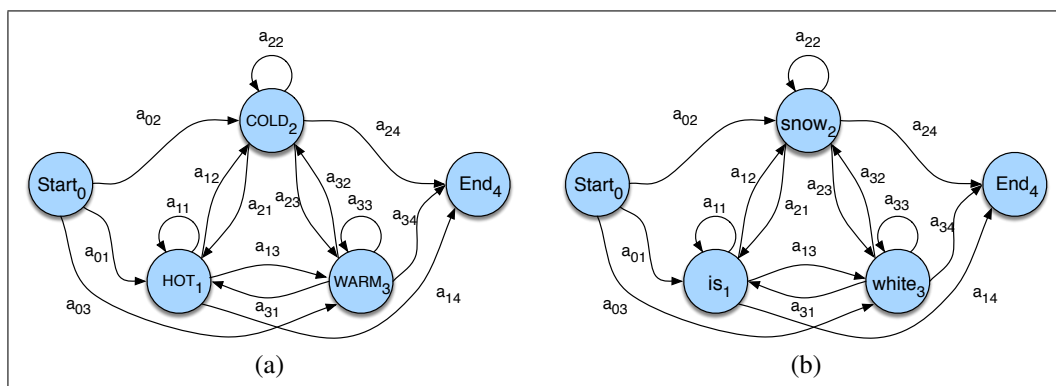 a22
a02
COLD2
a24
Start0
a12
a21
a23
a32
End4
a11
a33
a34
a01
HOT1
a13
WARM3
a03
a31
a14
(a)
a22
a02
snow2
a24
Start0
a12
a21
a23
a32
End4
a11
a33
a34
a01
is1
a13
white3
a03
a31
a14
(b)